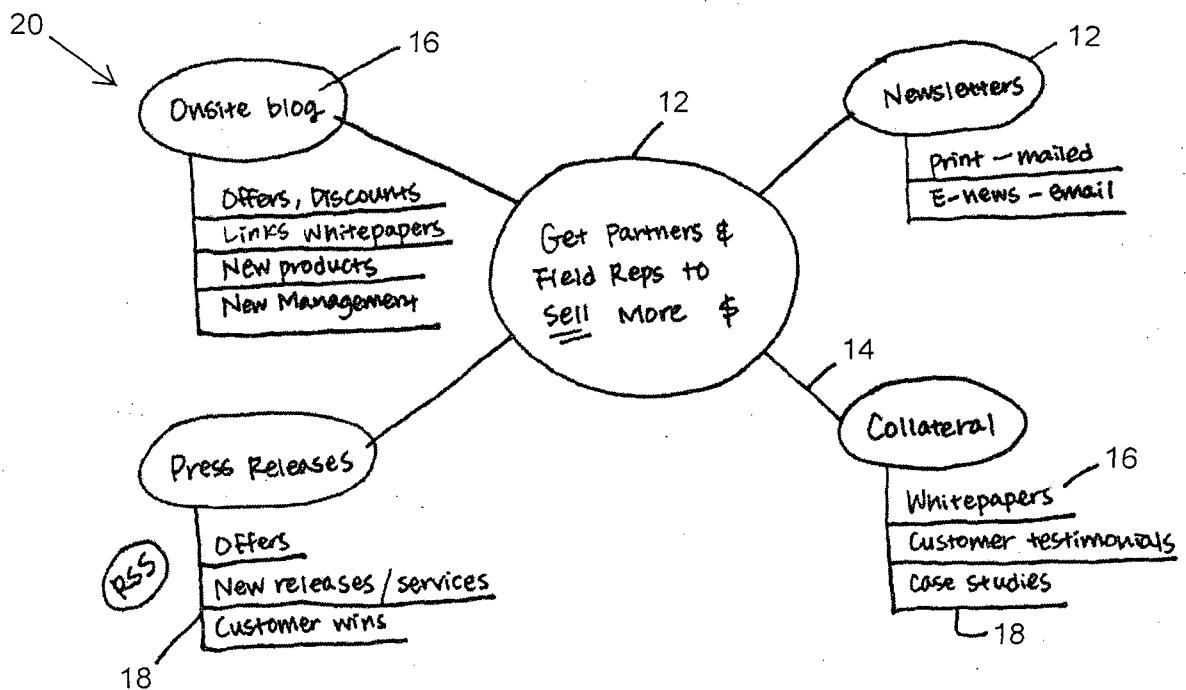 20
16
Onsite blog
Offers, Discounts
Links Whitepapers
New products
New Management
12
Get Partners &
Field Reps to
Sell More $
12
Newsletters
Print - mailed
E-news - email
14
Collateral
16
Whitepapers
Customer testimonials
Case studies
18
Press Releases
RSS
Offers
New releases / services
Customer wins
18